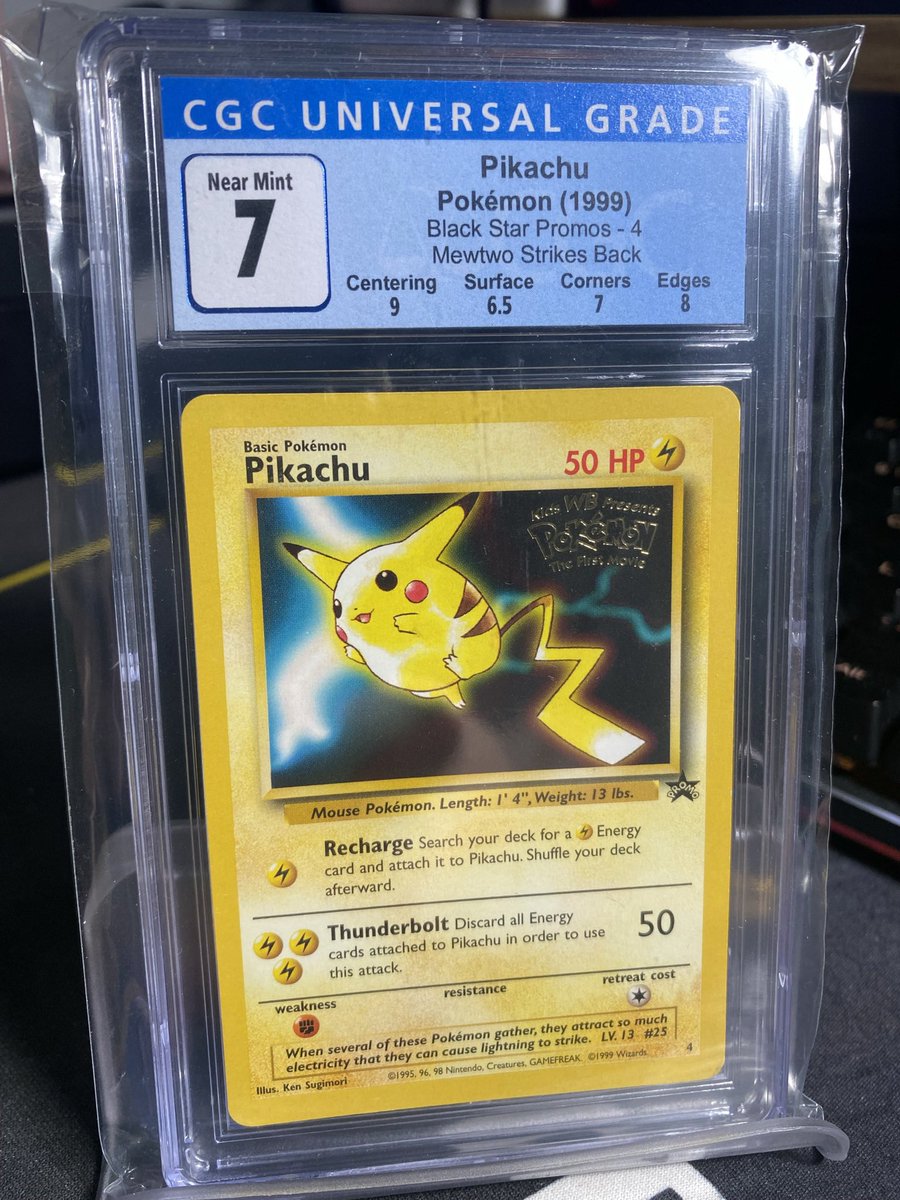 CGC UNIVERSAL GRADE
Near Mint
7
Pikachu
Pokémon (1999)
Black Star Promos - 4
Mewtwo Strikes Back
Centering Surface Corners Edges
9 6.5 7 8
Basic Pokémon
Pikachu 50 HP
Kids WB Presents
POKéMON
The First Movie
PROMO
Mouse Pokémon. Length: 1' 4", Weight: 13 lbs.
Recharge Search your deck for a Energy
card and attach it to Pikachu. Shuffle your deck
afterward.
Thunderbolt Discard all Energy 50
cards attached to Pikachu in order to use
this attack.
weakness resistance retreat cost
When several of these Pokémon gather, they attract so much
electricity that they can cause lightning to strike. LV. 13 #25
Illus. Ken Sugimori ©1995, 96, 98 Nintendo, Creatures, GAMEFREAK. ©1999 Wizards. 4